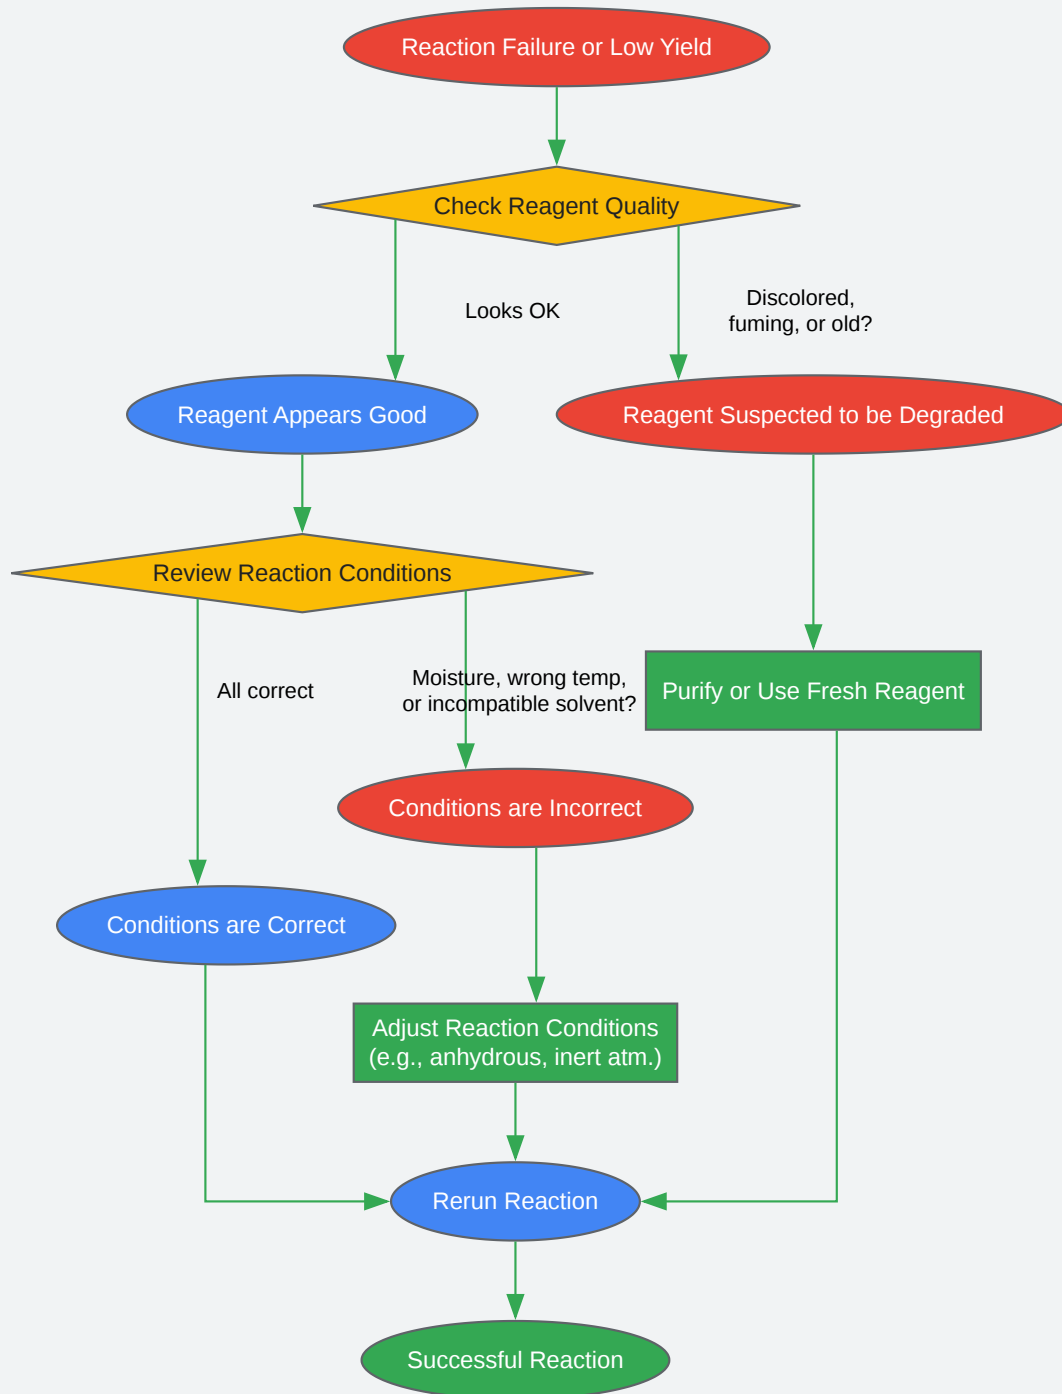 Reaction Failure or Low Yield
Check Reagent Quality
Looks OK
Discolored,
fuming, or old?
Reagent Appears Good
Reagent Suspected to be Degraded
Review Reaction Conditions
All correct
Moisture, wrong temp,
or incompatible solvent?
Purify or Use Fresh Reagent
Conditions are Incorrect
Conditions are Correct
Adjust Reaction Conditions
(e.g., anhydrous, inert atm.)
Rerun Reaction
Successful Reaction